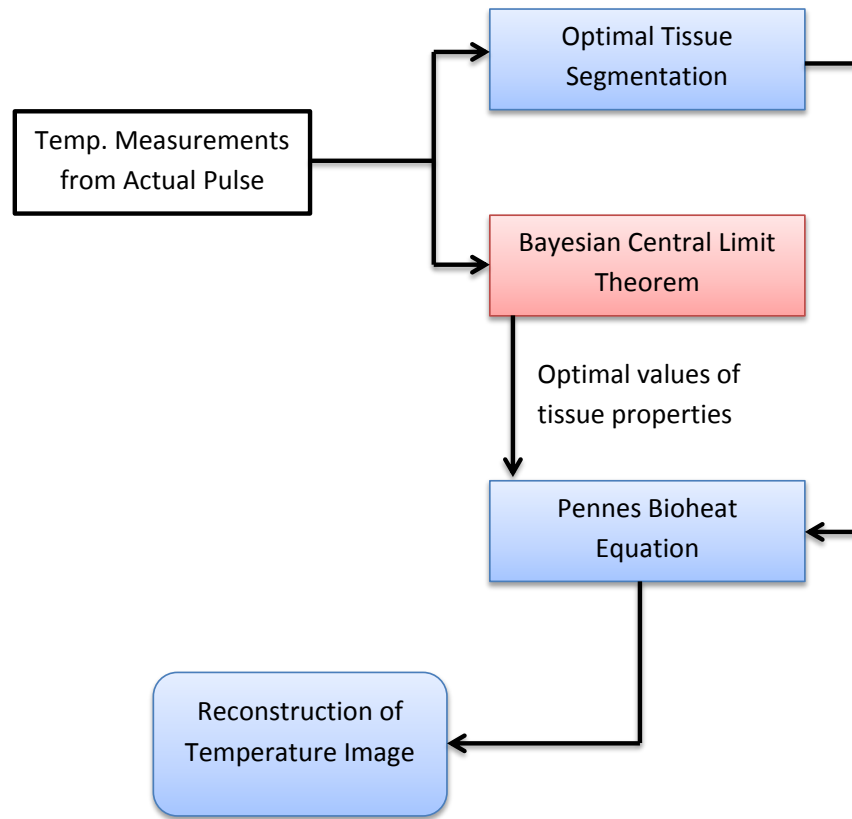 Optimal Tissue
Segmentation
Temp. Measurements
from Actual Pulse
Bayesian Central Limit
Theorem
Optimal values of
tissue properties
Pennes Bioheat
Equation
Reconstruction of
Temperature Image